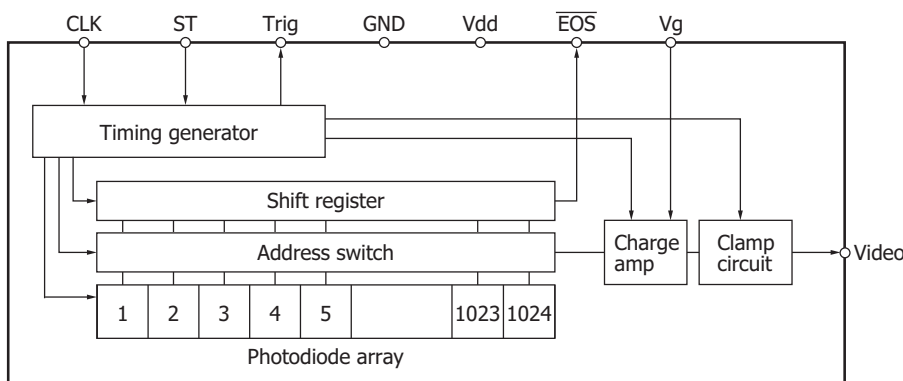 CLK ST Trig GND Vdd E̅O̅S̅ Vg
Timing generator
Shift register
Address switch
Charge
amp
Clamp
circuit
Video
1 2 3 4 5 1023 1024
Photodiode array